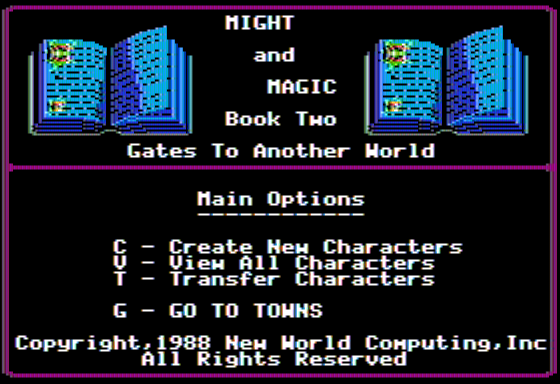 MIGHT
and
MAGIC
Book Two
Gates To Another World
Main Options
------------
C - Create New Characters
V - View All Characters
T - Transfer Characters
G - GO TO TOWNS
Copyright,1988 New World Computing,Inc
All Rights Reserved